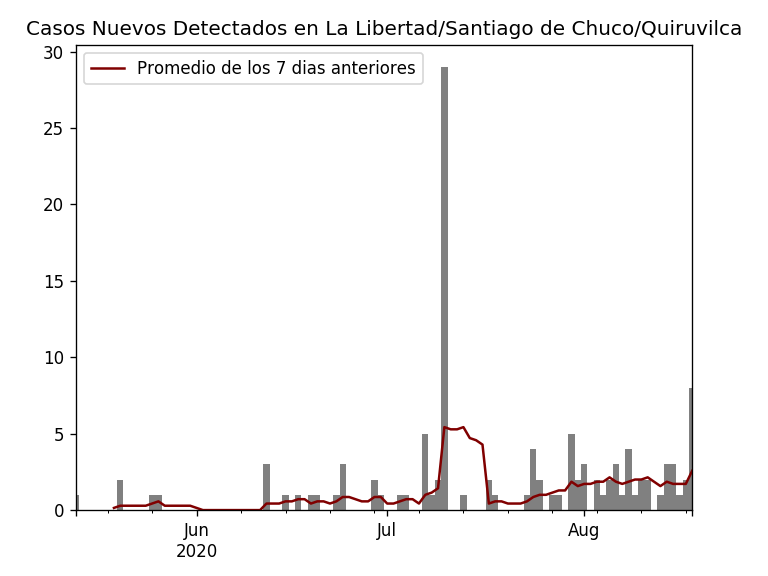 Casos Nuevos Detectados en La Libertad/Santiago de Chuco/Quiruvilca
Promedio de los 7 dias anteriores
30
25
20
15
10
5
0
Jun
2020
Jul
Aug